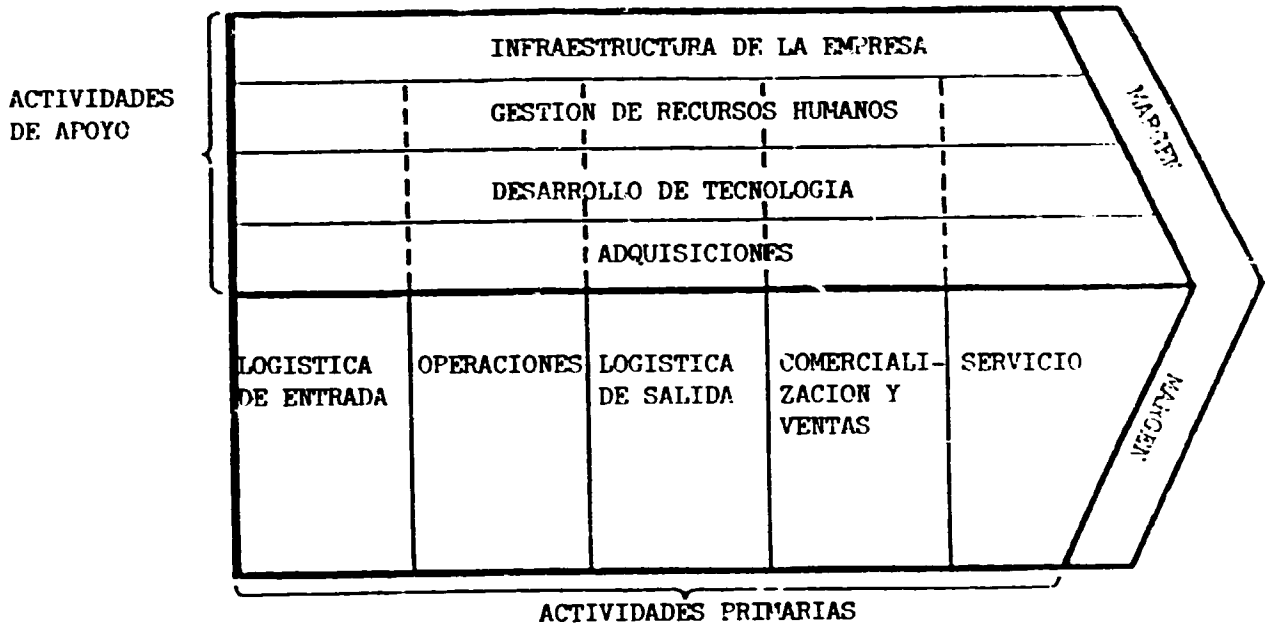 INFRAESTRUCTURA DE LA EMPRESA
ACTIVIDADES
DE APOYO
GESTION DE RECURSOS HUMANOS
MARGEN
DESARROLLO DE TECNOLOGIA
ADQUISICIONES
LOGISTICA
DE ENTRADA
OPERACIONES
LOGISTICA
DE SALIDA
COMERCIALI-
ZACION Y
VENTAS
SERVICIO
MARGEN
ACTIVIDADES PRIMARIAS